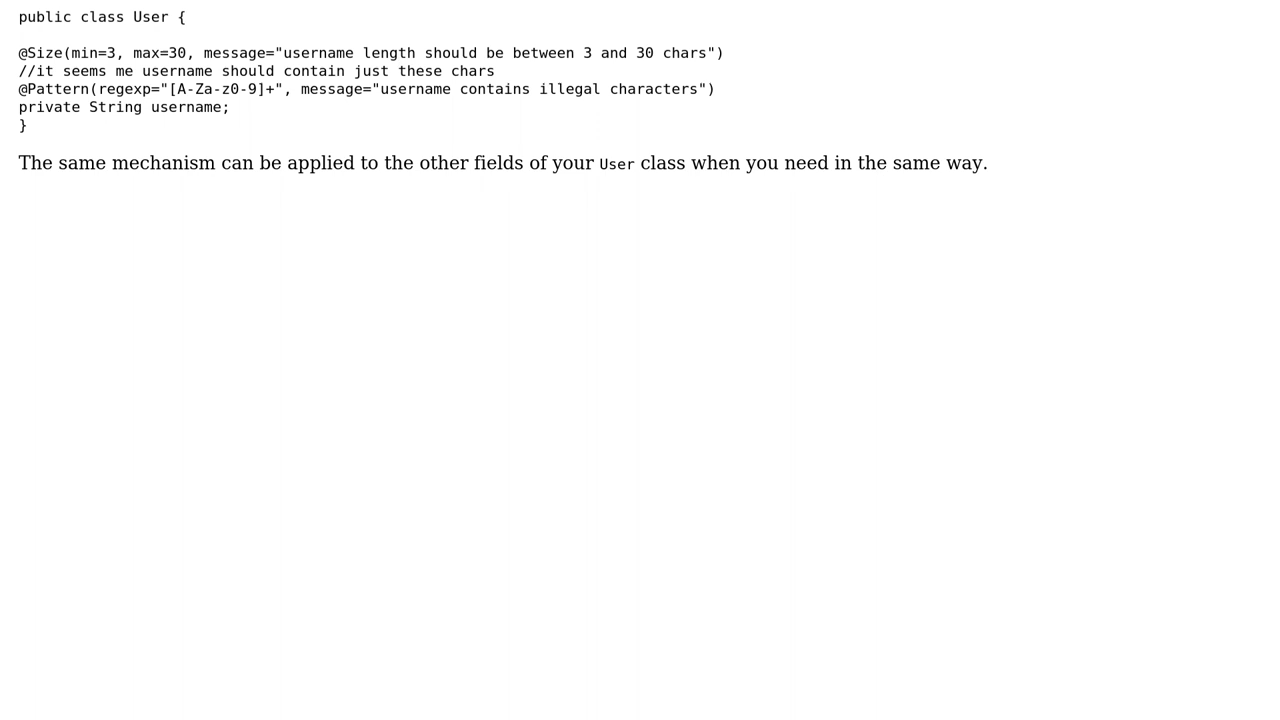 public class User {
@Size(min=3, max=30, message="username length should be between 3 and 30 chars")
//it seems me username should contain just these chars
@Pattern(regexp="[A-Za-z0-9]+", message="username contains illegal characters")
private String username;
}
The same mechanism can be applied to the other fields of your User class when you need in the same way.